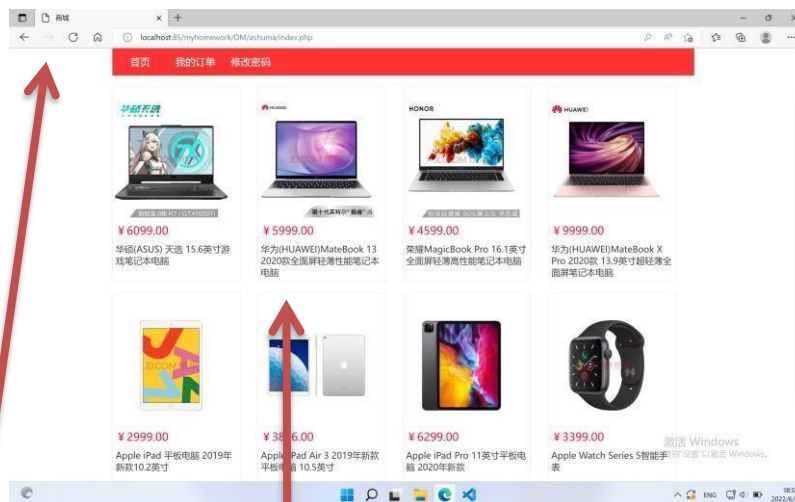 商城
localhost:85/myhomework/DM/ashuma/index.php
首页 我的订单 修改密码
华硕天选
HUAWEI
HONOR
HUAWEI
¥ 6099.00
¥ 5999.00
¥ 4599.00
¥ 9999.00
华硕(ASUS) 天选 15.6英寸游
戏笔记本电脑
华为(HUAWEI)MateBook 13
2020款全面屏轻薄性能笔记本
电脑
荣耀MagicBook Pro 16.1英寸
全面屏轻薄高性能笔记本电脑
华为(HUAWEI)MateBook X
Pro 2020款 13.9英寸超轻薄全
面屏笔记本电脑
¥ 2999.00
¥ 6299.00
¥ 3399.00
Apple iPad 平板电脑 2019年
新款10.2英寸
Apple iPad Air 3 2019年新款
平板电脑 10.5英寸
Apple iPad Pro 11英寸平板电
脑 2020年新款
Apple Watch Series 5智能手
表
激活 Windows
ENG